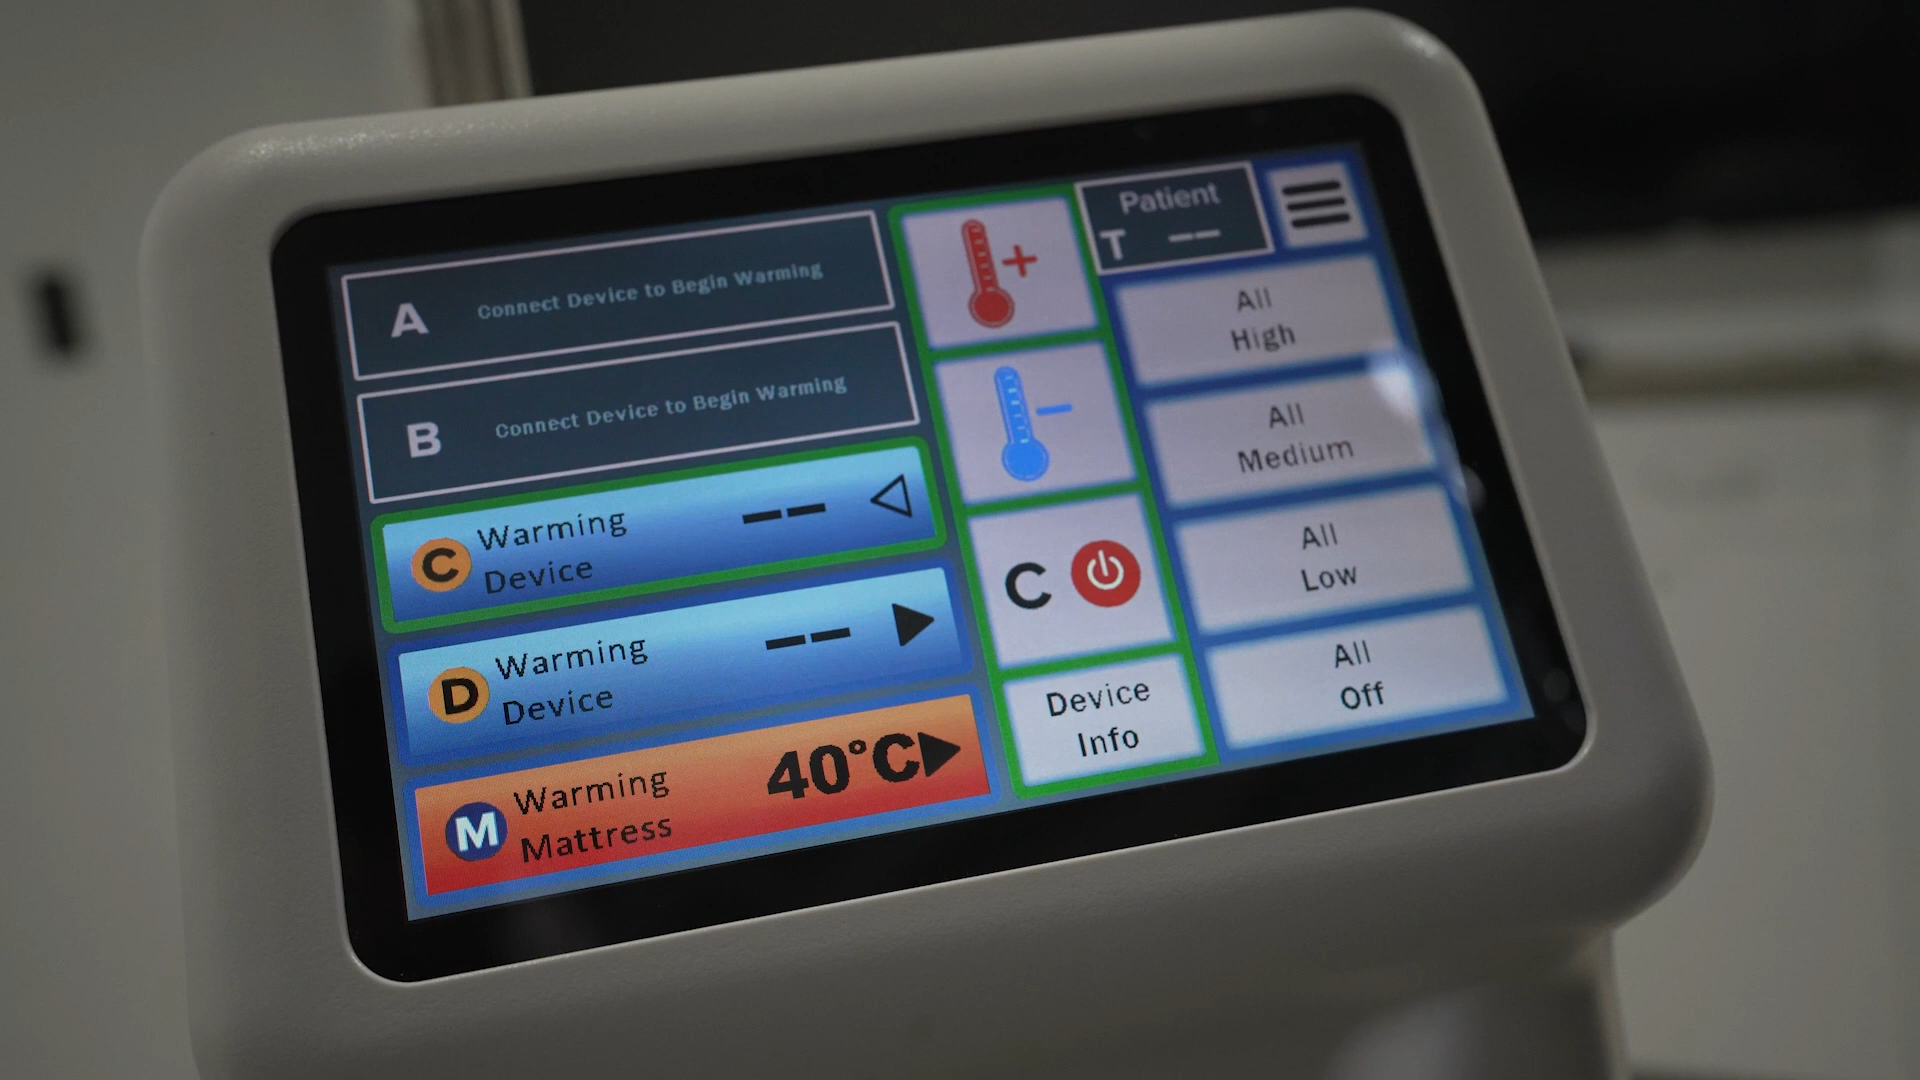 A Connect Device to Begin Warming
B Connect Device to Begin Warming
C Warming
Device
--
D Warming
Device
--
M Warming
Mattress
40°C
+
-
C
Device
Info
Patient
T --
All
High
All
Medium
All
Low
All
Off